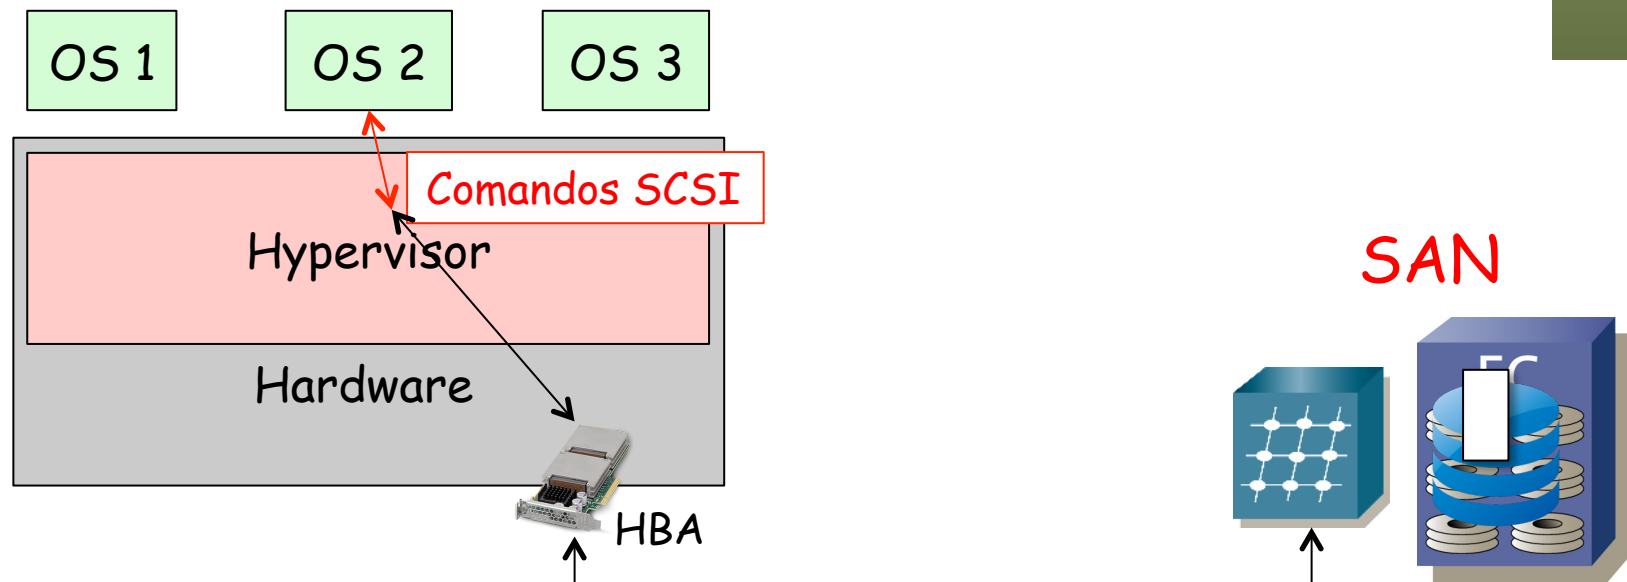 OS 1
OS 2
OS 3
Comandos SCSI
Hypervisor
SAN
Hardware
HBA